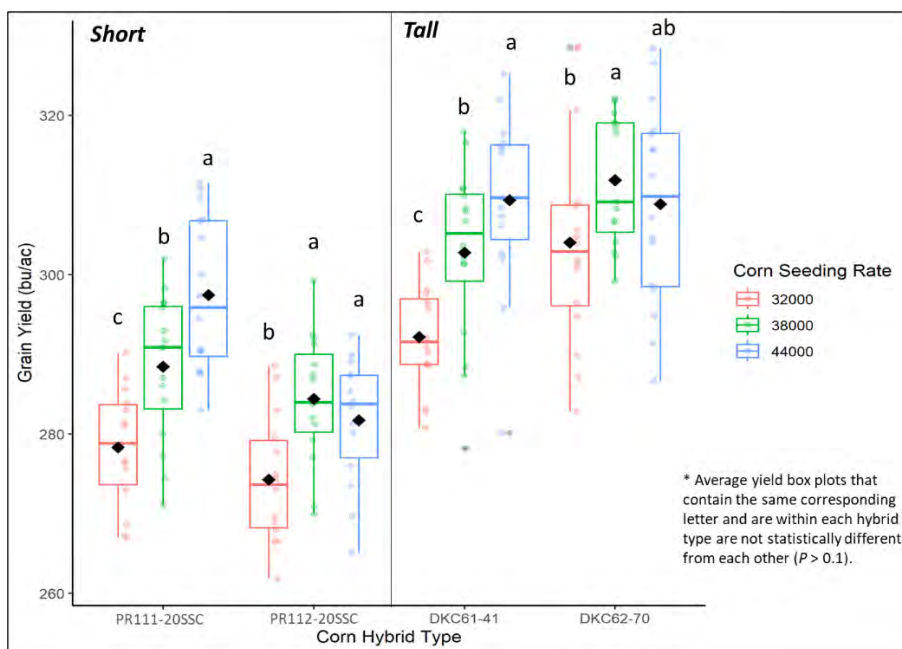 Short
Tall
a
ab
a
b
a
b
a
b
c
a
a
c
b
320
300
280
260
Grain Yield (bu/ac)
PR111-20SSC
PR112-20SSC
DKC61-41
DKC62-70
Corn Hybrid Type
Corn Seeding Rate
32000
38000
44000
* Average yield box plots that
contain the same corresponding
letter and are within each hybrid
type are not statistically different
from each other (P > 0.1).